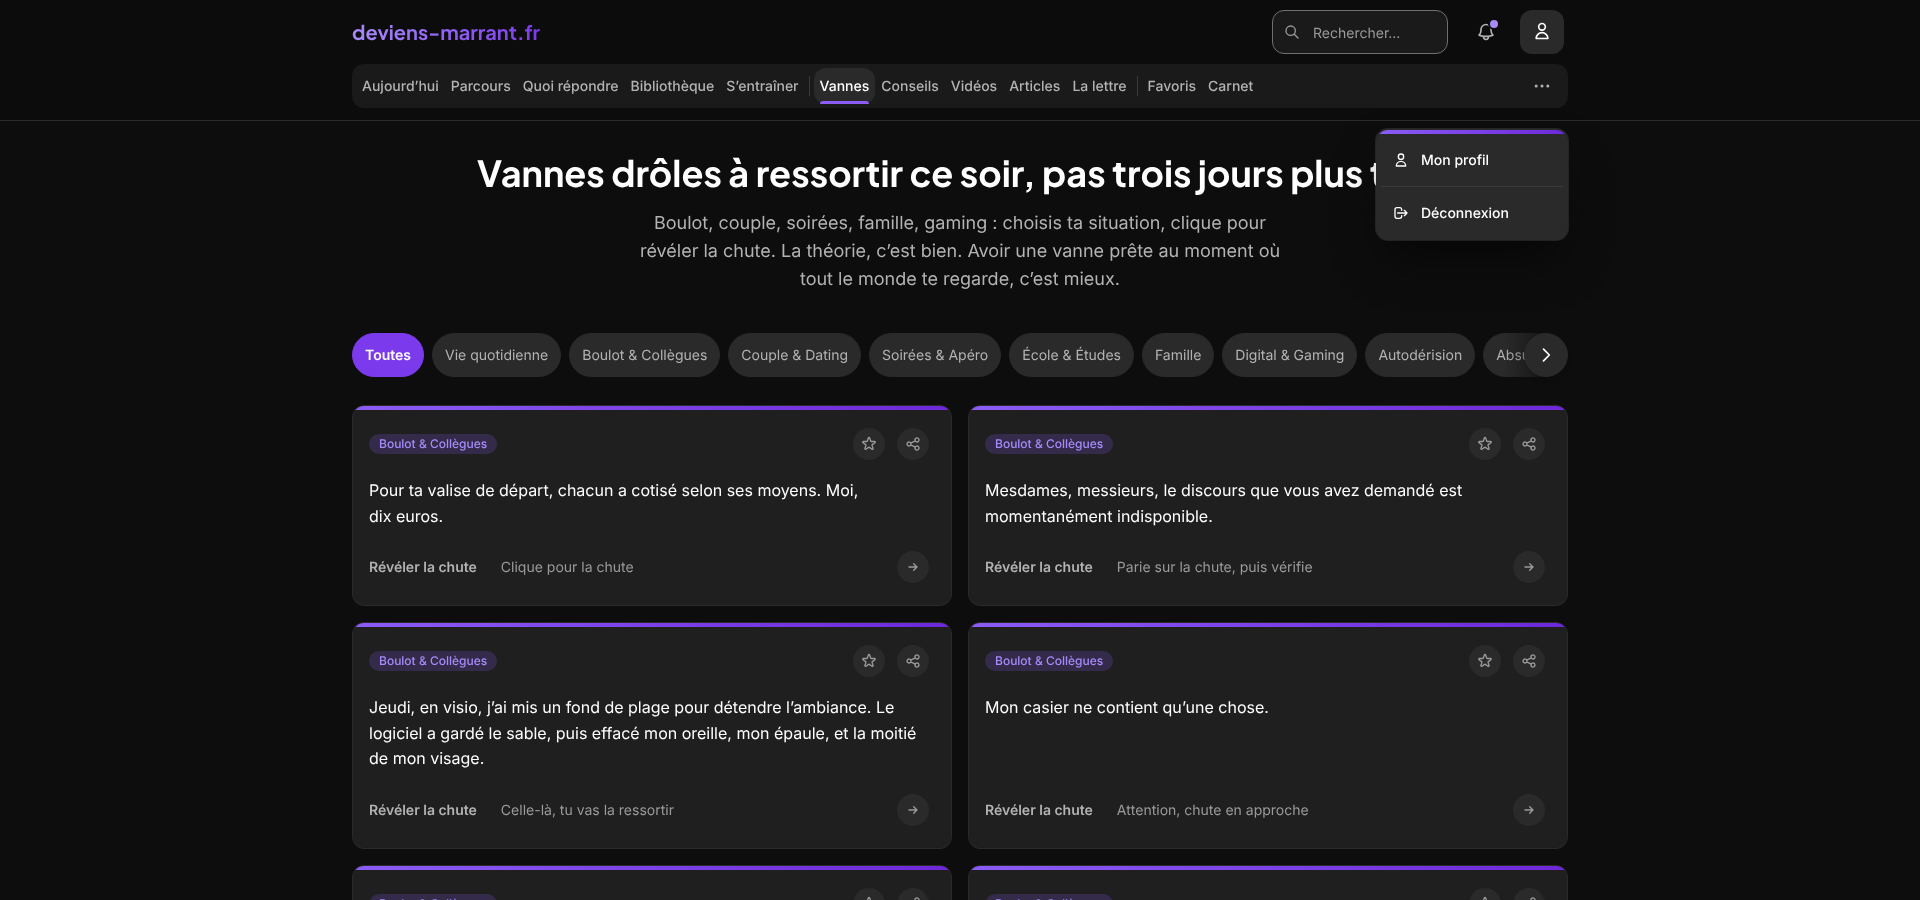 deviens-marrant.fr
Rechercher...
Aujourd’hui Parcours Quoi répondre Bibliothèque S’entraîner Vannes Conseils Vidéos Articles La lettre Favoris Carnet
Mon profil
Déconnexion
Vannes drôles à ressortir ce soir, pas trois jours plus
Boulot, couple, soirées, famille, gaming : choisis ta situation, clique pour
révéler la chute. La théorie, c’est bien. Avoir une vanne prête au moment où
tout le monde te regarde, c’est mieux.
Toutes Vie quotidienne Boulot & Collègues Couple & Dating Soirées & Apéro École & Études Famille Digital & Gaming Autodérision
Boulot & Collègues
Pour ta valise de départ, chacun a cotisé selon ses moyens. Moi,
dix euros.
Révéler la chute Clique pour la chute
Boulot & Collègues
Mesdames, messieurs, le discours que vous avez demandé est
momentanément indisponible.
Révéler la chute Parie sur la chute, puis vérifie
Boulot & Collègues
Jeudi, en visio, j’ai mis un fond de plage pour détendre l’ambiance. Le
logiciel a gardé le sable, puis effacé mon oreille, mon épaule, et la moitié
de mon visage.
Révéler la chute Celle-là, tu vas la ressortir
Boulot & Collègues
Mon casier ne contient qu’une chose.
Révéler la chute Attention, chute en approche